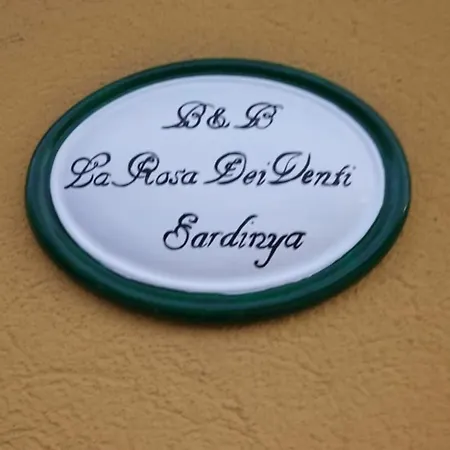 B & B
La Rosa Dei Venti
Sardinya